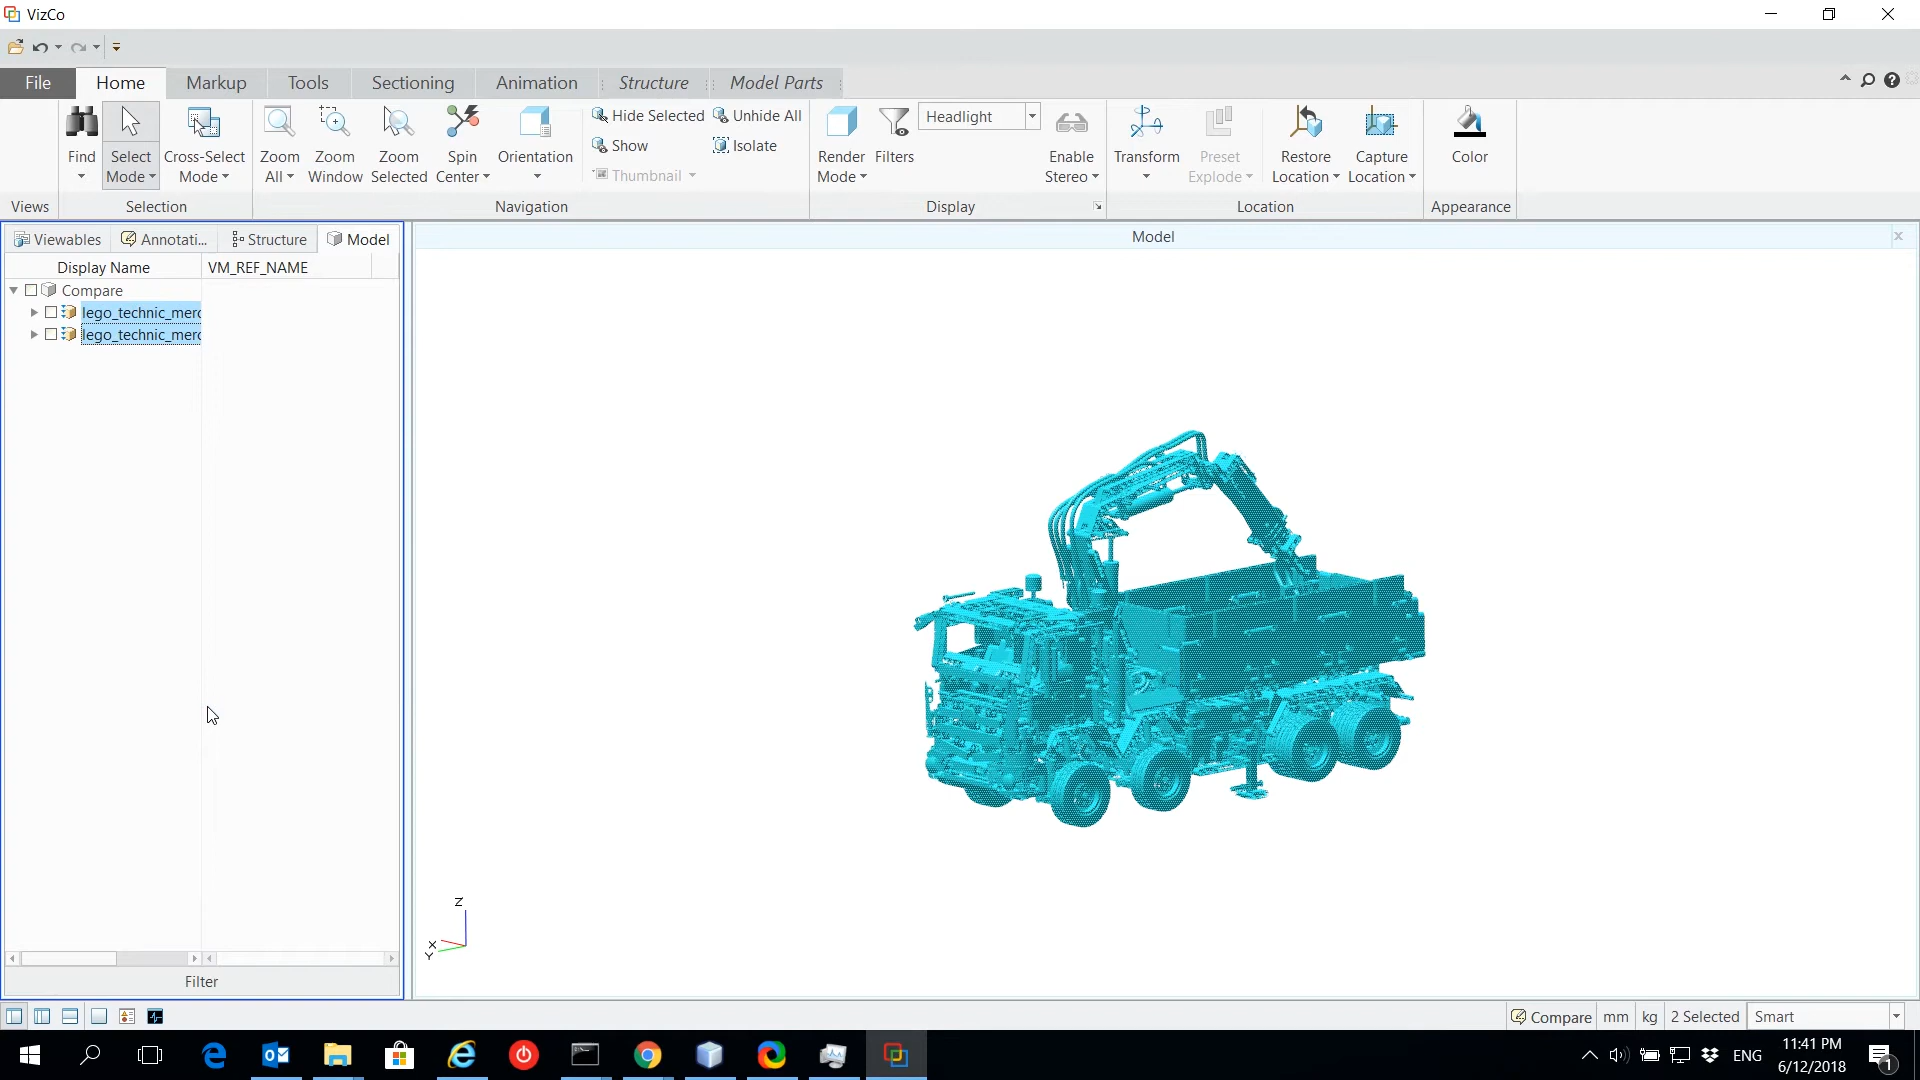 VizCo
File Home Markup Tools Sectioning Animation Structure Model Parts
Find
Select Mode
Cross-Select Mode
Zoom All
Zoom Window
Zoom Selected
Spin Center
Orientation
Hide Selected
Unhide All
Show
Isolate
Thumbnail
Render Mode
Filters
Headlight
Enable Stereo
Transform
Preset Explode
Restore Location
Capture Location
Color
Views Selection Navigation Display Location Appearance
Viewables Annotati... Structure Model
Display Name VM_REF_NAME
Compare
lego_technic_merc
lego_technic_merc
Model
Z
X
Y
Filter
Compare mm kg 2 Selected Smart
ENG
11:41 PM
6/12/2018
1